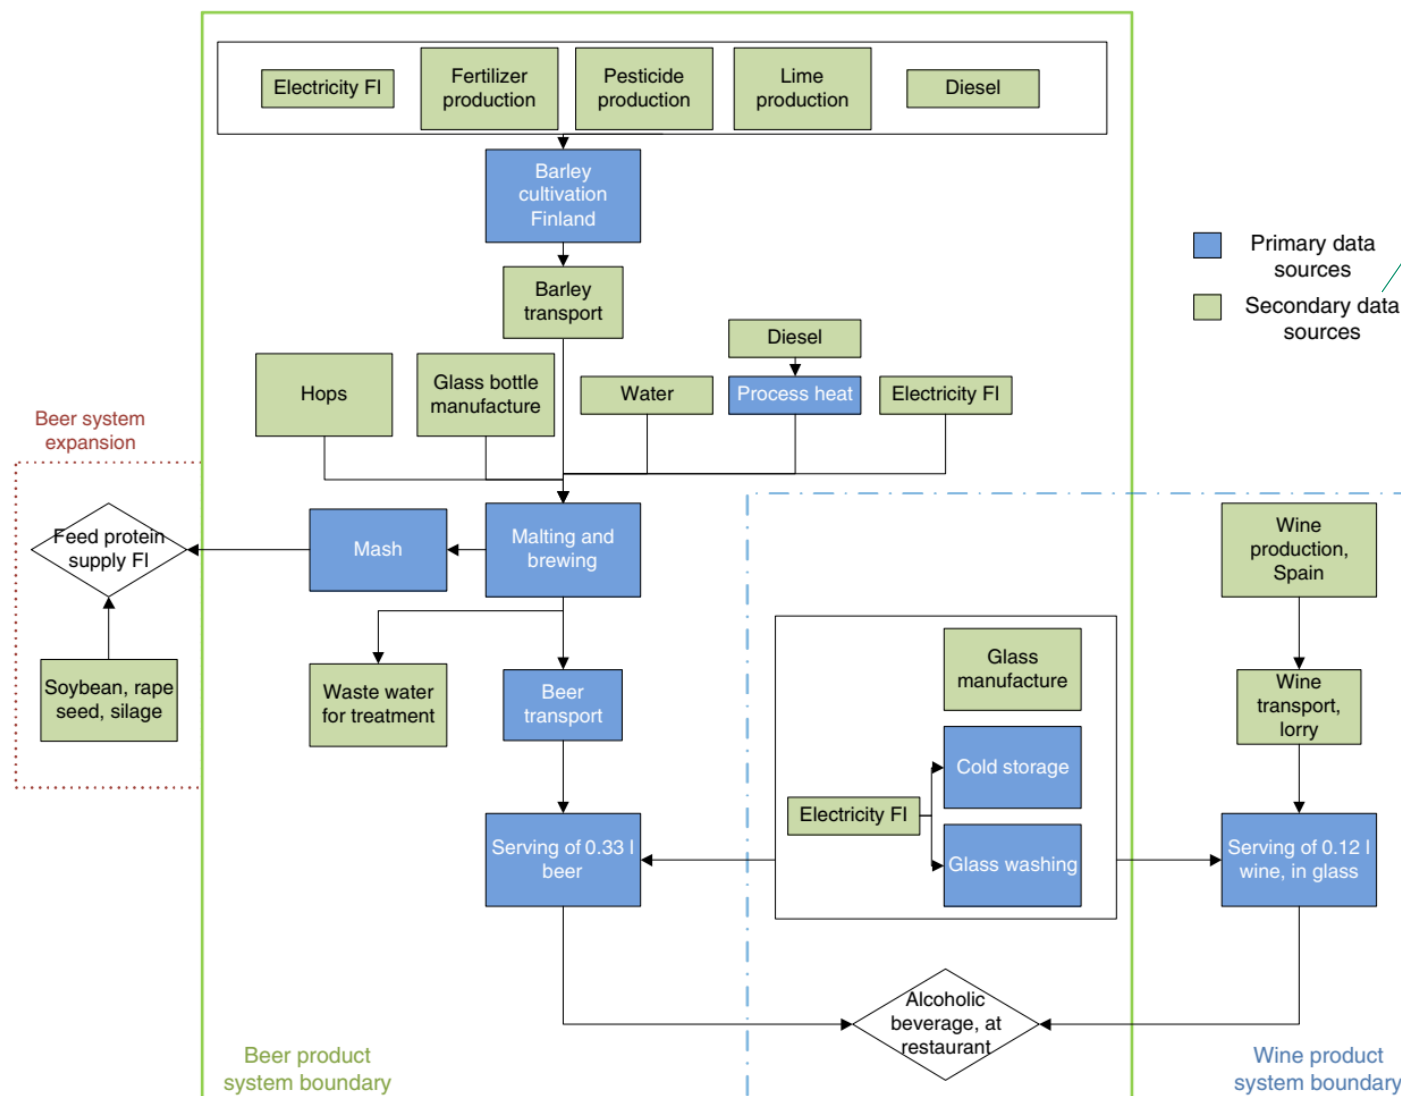 Electricity FI
Fertilizer
production
Pesticide
production
Lime
production
Diesel
Barley
cultivation
Finland
Primary data
sources
Secondary data
sources
Barley
transport
Diesel
Hops
Glass bottle
manufacture
Water
Process heat
Electricity FI
Beer system
expansion
Feed protein
supply FI
Mash
Malting and
brewing
Wine
production,
Spain
Soybean, rape
seed, silage
Waste water
for treatment
Beer
transport
Glass
manufacture
Wine
transport,
lorry
Cold storage
Electricity FI
Glass washing
Serving of 0.33 l
beer
Serving of 0.12 l
wine, in glass
Alcoholic
beverage, at
restaurant
Beer product
system boundary
Wine product
system boundary